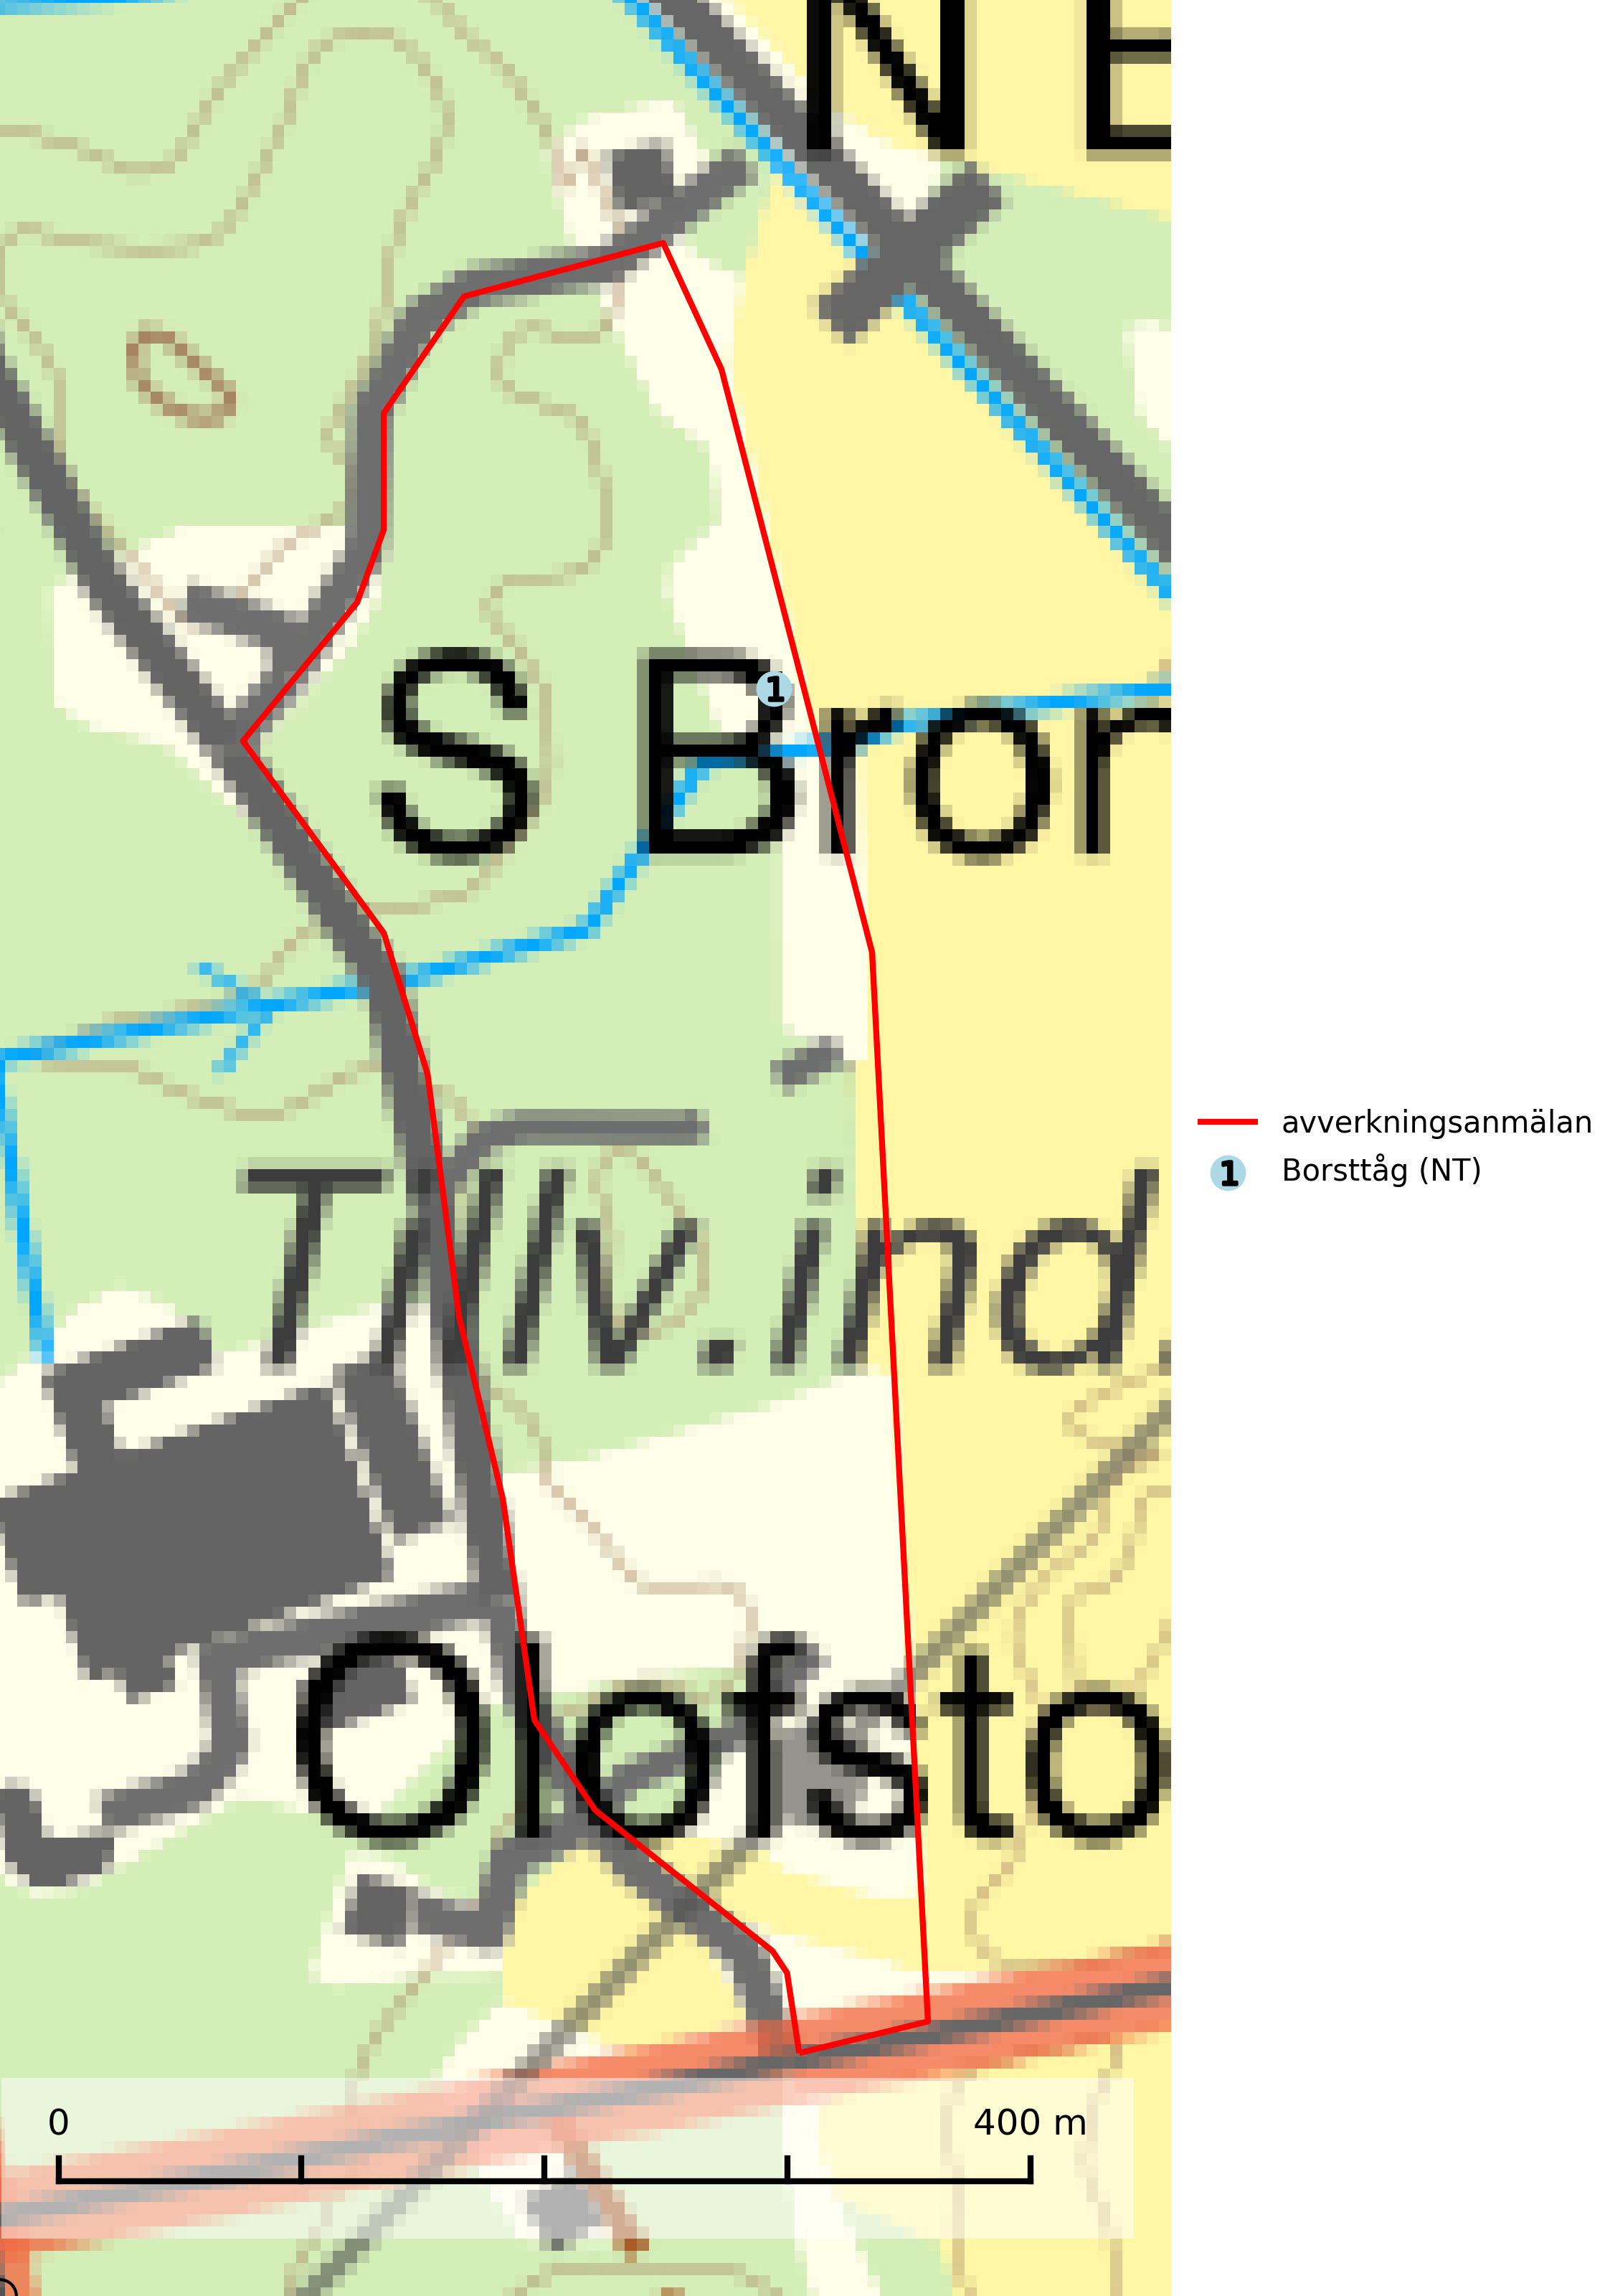 N E
S Bror
Tillv.ind.
Olofsto
avverkningsanmälan
1 Borsttåg (NT)
1
0 400 m